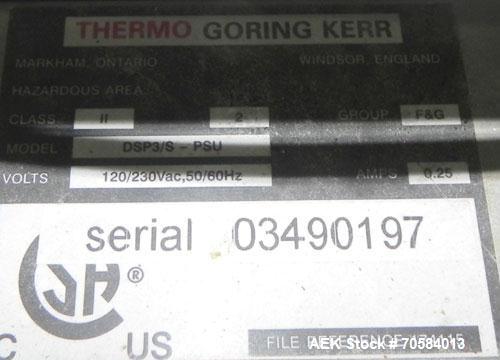 THERMO GORING KERR
MARKHAM, ONTARIO WINDSOR, ENGLAND
HAZARDOUS AREA
CLASS II 2 GROUP F&G
MODEL DSP3/S - PSU
VOLTS 120/230Vac,50/60Hz AMPS 0.25
serial 03490197
®
C US
FILE REFERENCE
AEK Stock # 70584013